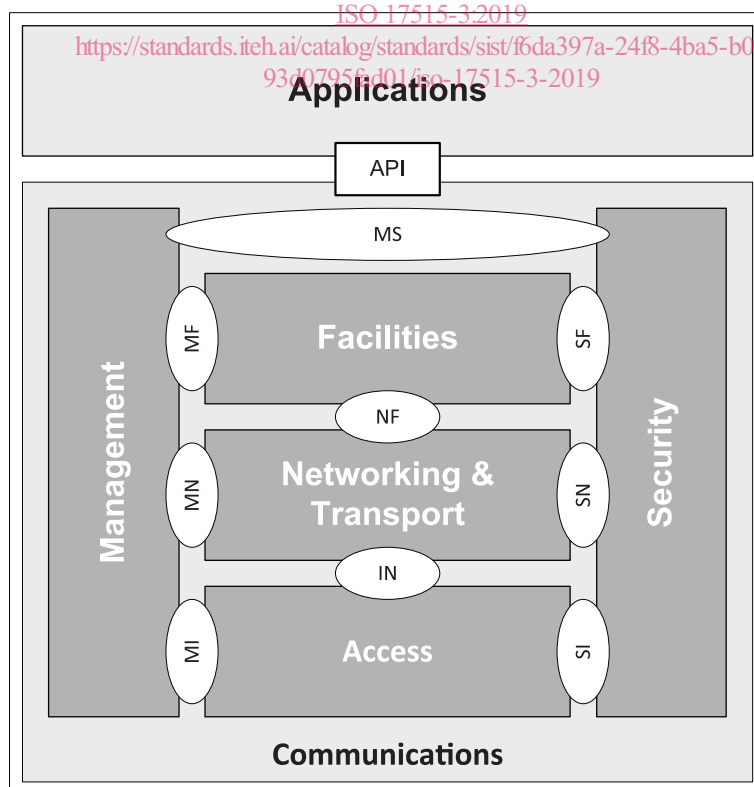 ISO 17515-3:2019
https://standards.iteh.ai/catalog/standards/sist/f6da397a-24f8-4ba5-b0
93d0795fad01/iso-17515-3-2019
Applications
API
MS
MF
Facilities
SF
NF
Management
MN
Networking &
Transport
SN
Security
IN
MI
Access
SI
Communications